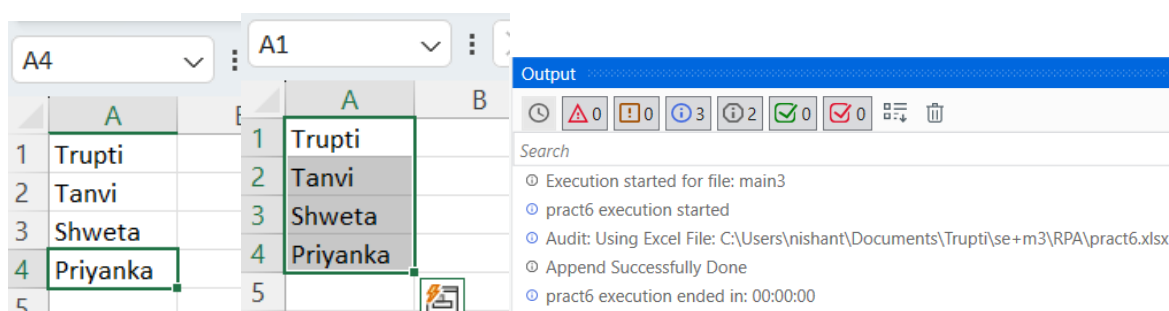 A4
A
1 Trupti
2 Tanvi
3 Shweta
4 Priyanka
A1
A B
1 Trupti
2 Tanvi
3 Shweta
4 Priyanka
5
Output
0 0 3 2 0 0
Search
Execution started for file: main3
pract6 execution started
Audit: Using Excel File: C:\Users\nishant\Documents\Trupti\se+m3\RPA\pract6.xlsx
Append Successfully Done
pract6 execution ended in: 00:00:00